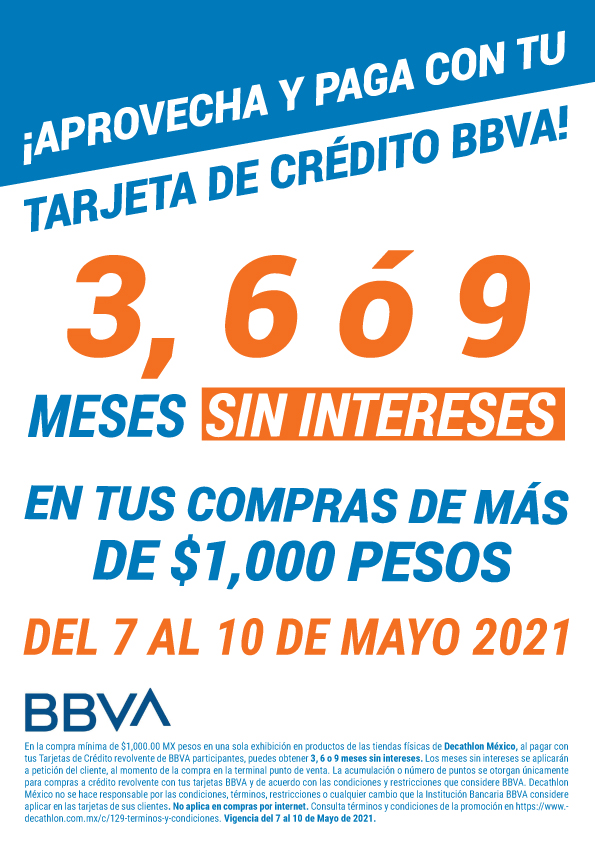 ¡APROVECHA Y PAGA CON TU
TARJETA DE CRÉDITO BBVA!
3, 6 ó 9
MESES SIN INTERESES
EN TUS COMPRAS DE MÁS
DE $1,000 PESOS
DEL 7 AL 10 DE MAYO 2021
BBVA
En la compra mínima de $1,000.00 MX pesos en una sola exhibición en productos de las tiendas físicas de Decathlon México, al pagar con
tus Tarjetas de Crédito revolvente de BBVA participantes, puedes obtener 3, 6 o 9 meses sin intereses. Los meses sin intereses se aplicarán
a petición del cliente, al momento de la compra en la terminal punto de venta. La acumulación o número de puntos se otorgan únicamente
para compras a crédito revolvente con tus tarjetas BBVA y de acuerdo con las condiciones y restricciones que considere BBVA. Decathlon
México no se hace responsable por las condiciones, términos, restricciones o cualquier cambio que la Institución Bancaria BBVA considere
aplicar en las tarjetas de sus clientes. No aplica en compras por internet. Consulta términos y condiciones de la promoción en https://www.-
decathlon.com.mx/c/129-terminos-y-condiciones. Vigencia del 7 al 10 de Mayo de 2021.